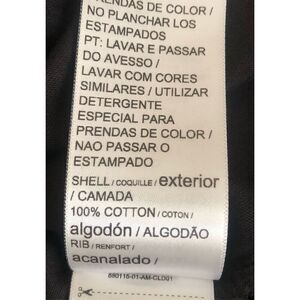 PRENDAS DE COLOR /
NO PLANCHAR LOS
ESTAMPADOS
PT: LAVAR E PASSAR
DO AVESSO /
LAVAR COM CORES
SIMILARES / UTILIZAR
DETERGENTE
ESPECIAL PARA
PRENDAS DE COLOR /
NAO PASSAR O
ESTAMPADO
SHELL / COQUILLE / exterior
/ CAMADA
100% COTTON / COTON /
algodón / ALGODÃO
RIB / RENFORT /
acanalado /
880115-01-AM-CLD01